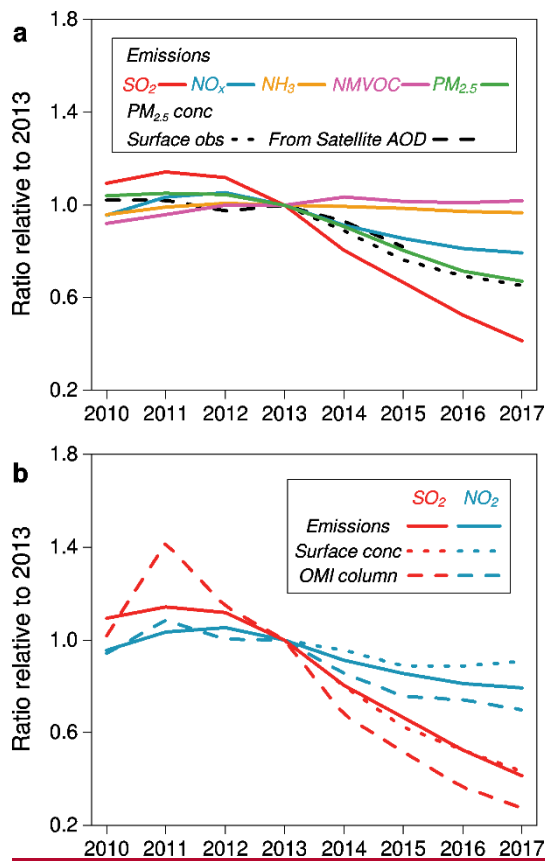 a
Ratio relative to 2013
1.8
1.4
1.0
0.6
0.2
Emissions
SO₂ NOₓ NH₃ NMVOC PM₂.₅
PM₂.₅ conc
Surface obs From Satellite AOD
2010 2011 2012 2013 2014 2015 2016 2017
b
Ratio relative to 2013
1.8
1.4
1.0
0.6
0.2
SO₂ NO₂
Emissions
Surface conc
OMI column
2010 2011 2012 2013 2014 2015 2016 2017